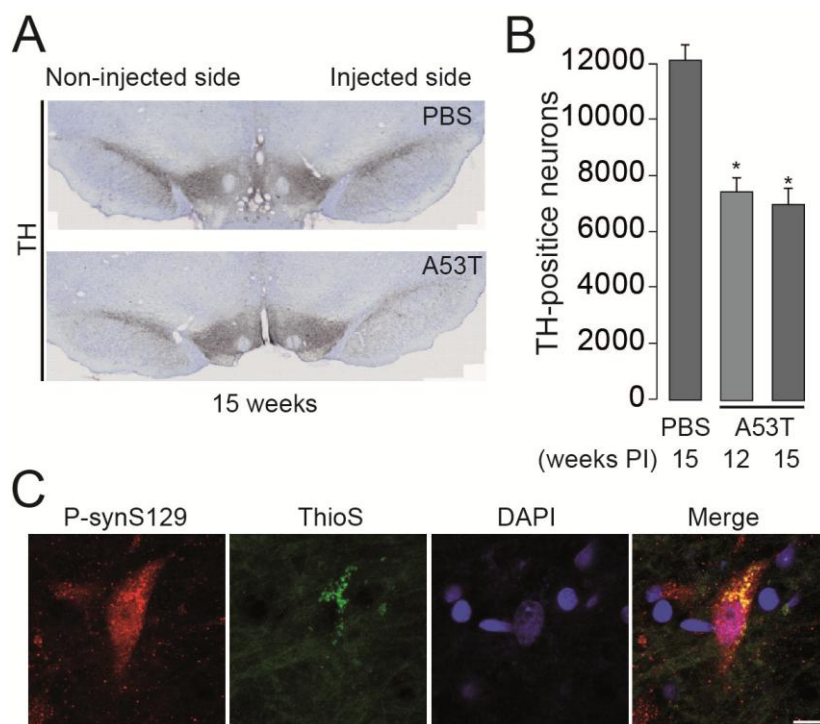 A
Non-injected side Injected side
PBS
TH
A53T
15 weeks
B
TH-positice neurons
12000
10000
8000
6000
4000
2000
0
PBS A53T
(weeks PI) 15 12 15
* *
C
P-synS129 ThioS DAPI Merge